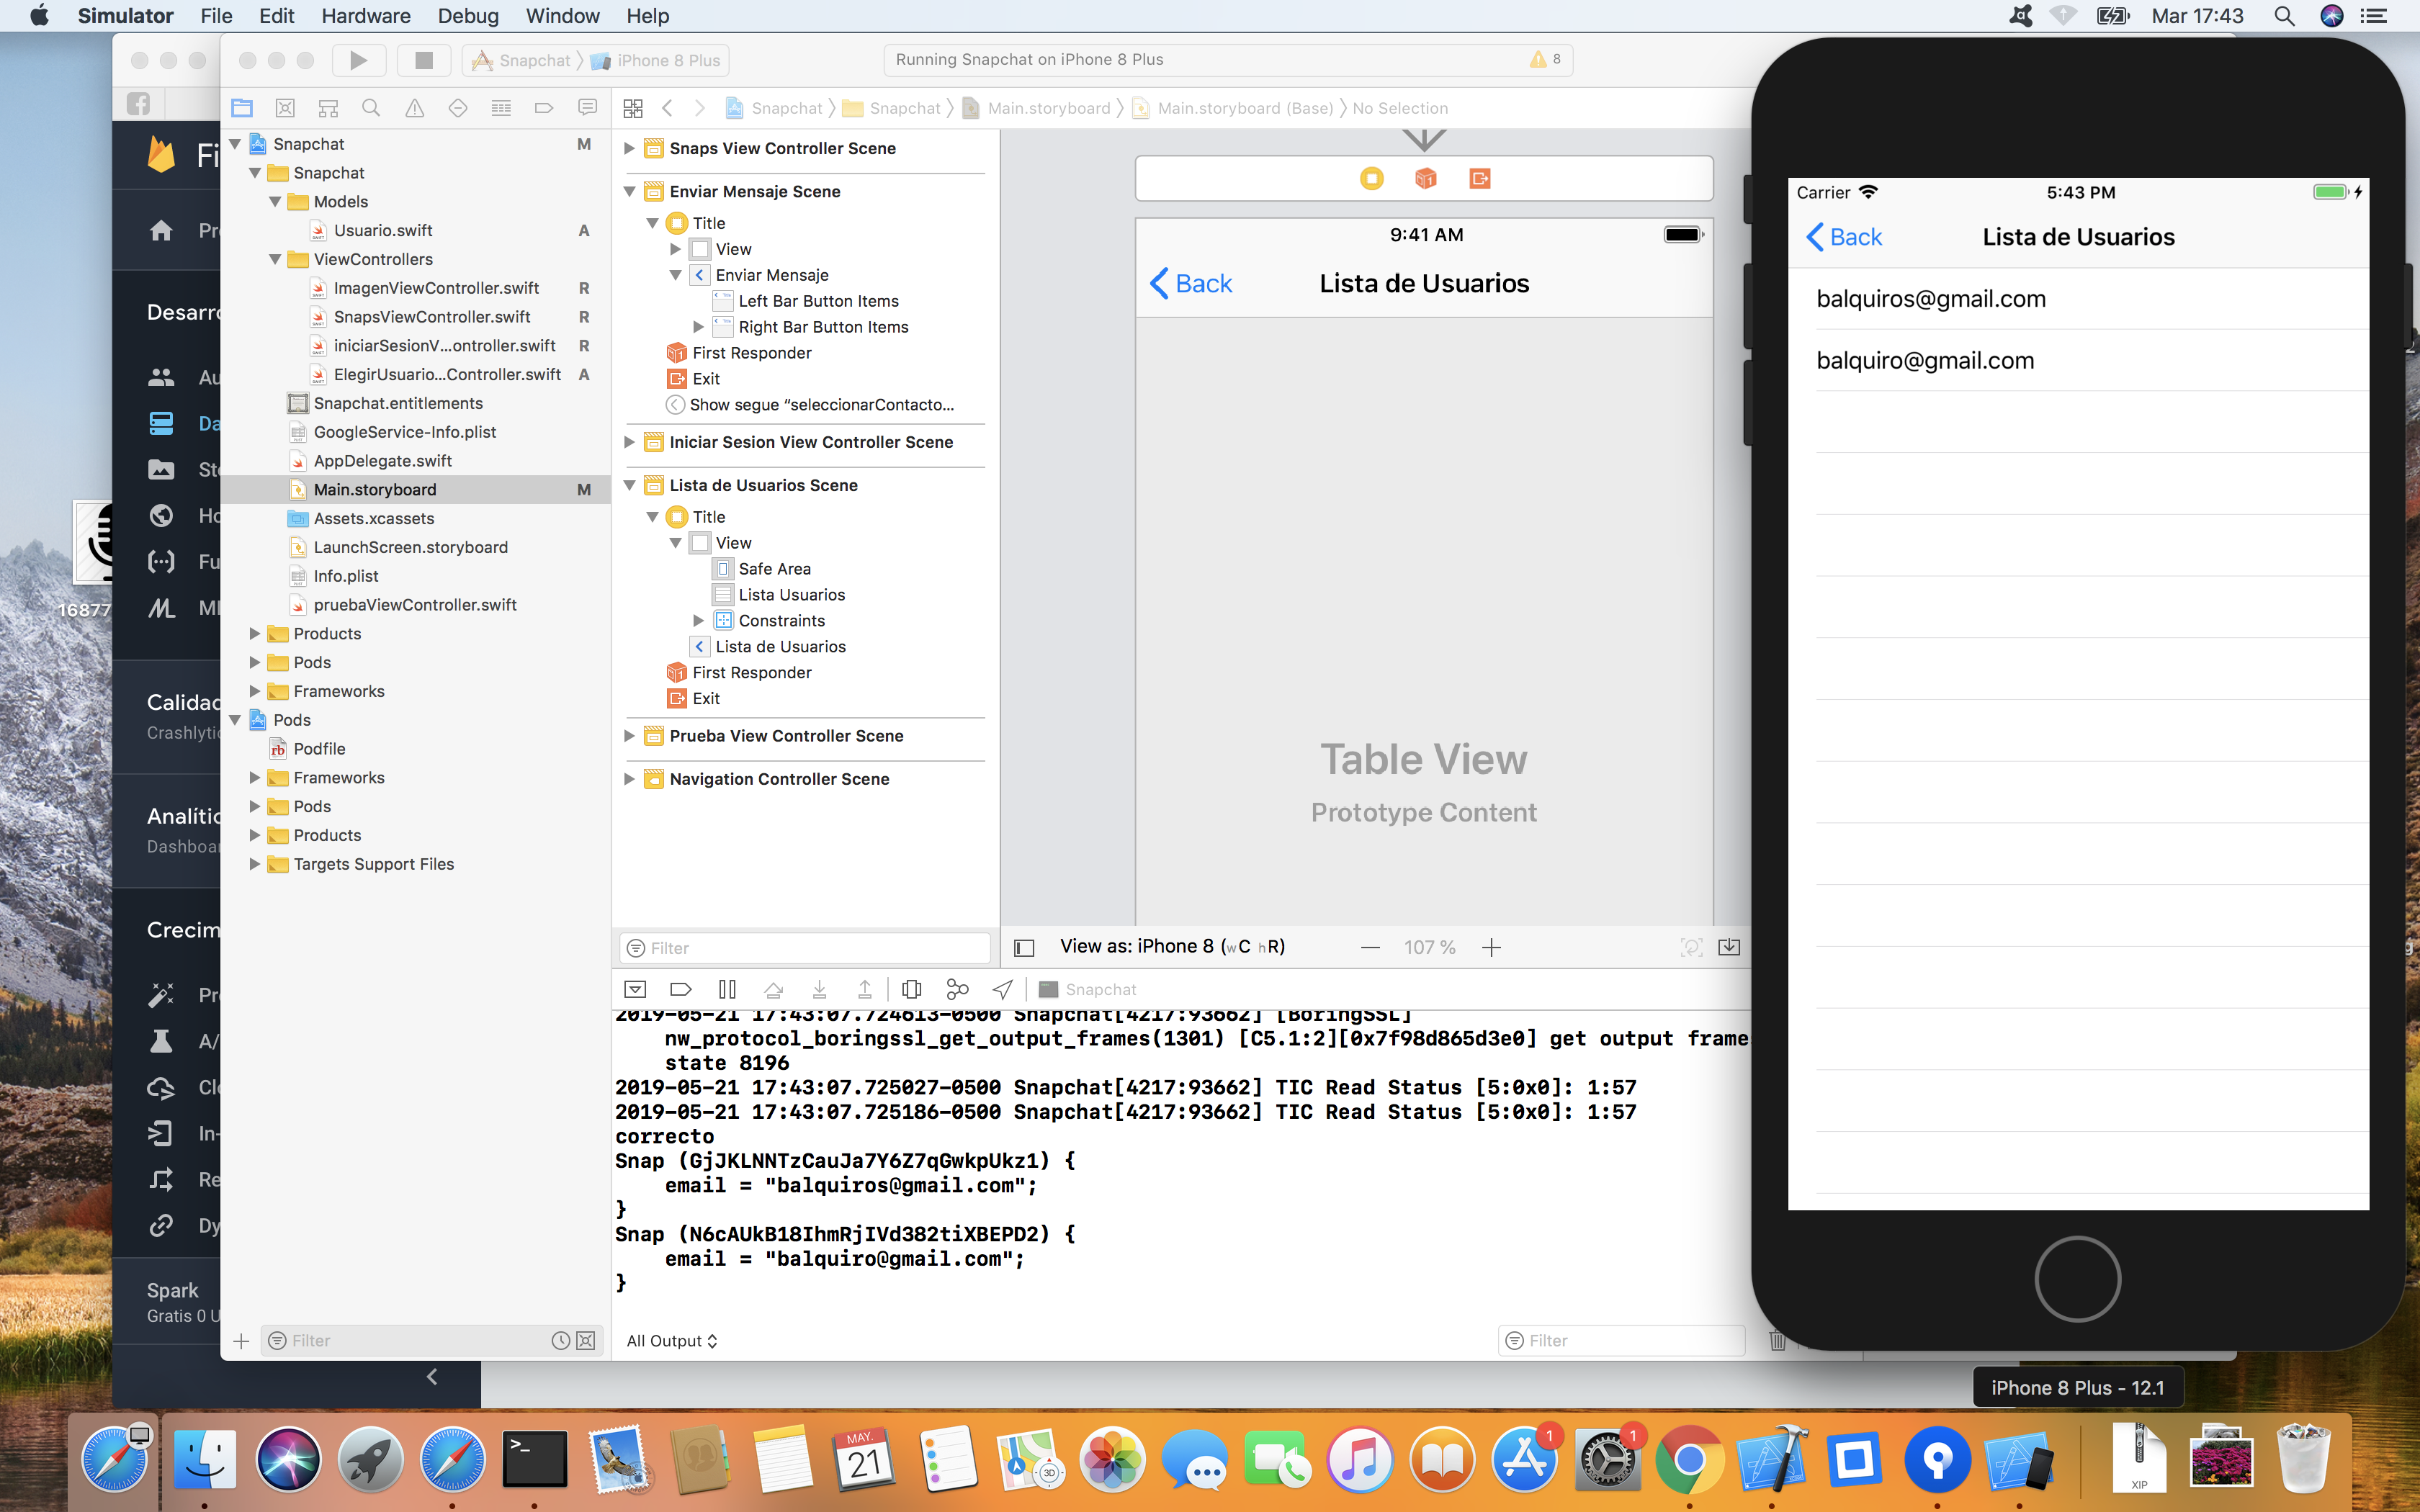 Simulator File Edit Hardware Debug Window Help Mar 17:43
Snapchat iPhone 8 Plus Running Snapchat on iPhone 8 Plus 8
Snapchat Snapchat Main.storyboard Main.storyboard (Base) No Selection
Snapchat M
Snapchat
Models
Usuario.swift A
ViewControllers
ImagenViewController.swift R
SnapsViewController.swift R
iniciarSesionV...ontroller.swift R
ElegirUsuario...Controller.swift A
Snapchat.entitlements
GoogleService-Info.plist
AppDelegate.swift
Main.storyboard M
Assets.xcassets
LaunchScreen.storyboard
Info.plist
pruebaViewController.swift
Products
Pods
Frameworks
Pods
Podfile
Frameworks
Pods
Products
Targets Support Files
Filter
Fi
Pr
Desarro
Au
Da
Sto
Ho
Fu
ML
Calidad
Crashlytic
Analític
Dashboar
Crecim
Pr
A/
Clo
In-
Re
Dy
Spark
Gratis 0 U
16877
Snaps View Controller Scene
Enviar Mensaje Scene
Title
View
Enviar Mensaje
Left Bar Button Items
Right Bar Button Items
First Responder
Exit
Show segue “seleccionarContacto...
Iniciar Sesion View Controller Scene
Lista de Usuarios Scene
Title
View
Safe Area
Lista Usuarios
Constraints
Lista de Usuarios
First Responder
Exit
Prueba View Controller Scene
Navigation Controller Scene
Filter
9:41 AM
Back Lista de Usuarios
Table View
Prototype Content
View as: iPhone 8 (wC hR) 107 %
Snapchat
2019-05-21 17:43:07.724613-0500 Snapchat[4217:93662] [BoringSSL]
nw_protocol_boringssl_get_output_frames(1301) [C5.1:2][0x7f98d865d3e0] get output frame
state 8196
2019-05-21 17:43:07.725027-0500 Snapchat[4217:93662] TIC Read Status [5:0x0]: 1:57
2019-05-21 17:43:07.725186-0500 Snapchat[4217:93662] TIC Read Status [5:0x0]: 1:57
correcto
Snap (GjJKLNNTzCauJa7Y6Z7qGwkpUkz1) {
email = "balquiros@gmail.com";
}
Snap (N6cAUkB18IhmRjIVd382tiXBEPD2) {
email = "balquiro@gmail.com";
}
All Output Filter
Carrier 5:43 PM
Back Lista de Usuarios
balquiros@gmail.com
balquiro@gmail.com
iPhone 8 Plus - 12.1
MAY.
21
3D
1
1
XIP